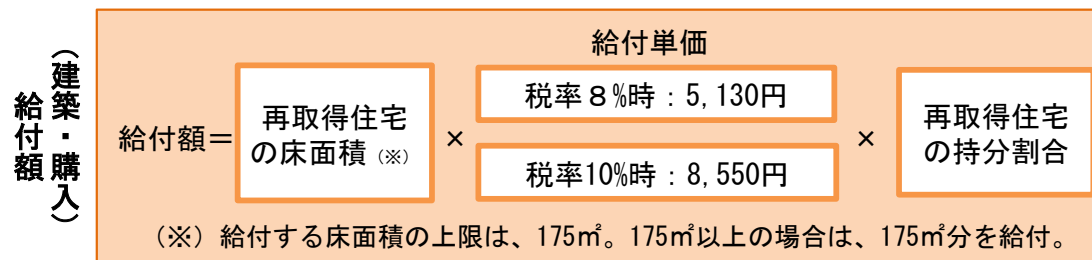 （建築・購入）
給付額
給付単価
給付額＝
再取得住宅
の床面積（※）
×
税率８%時：5,130円
税率10%時：8,550円
×
再取得住宅
の持分割合
（※）給付する床面積の上限は、175㎡。175㎡以上の場合は、175㎡分を給付。